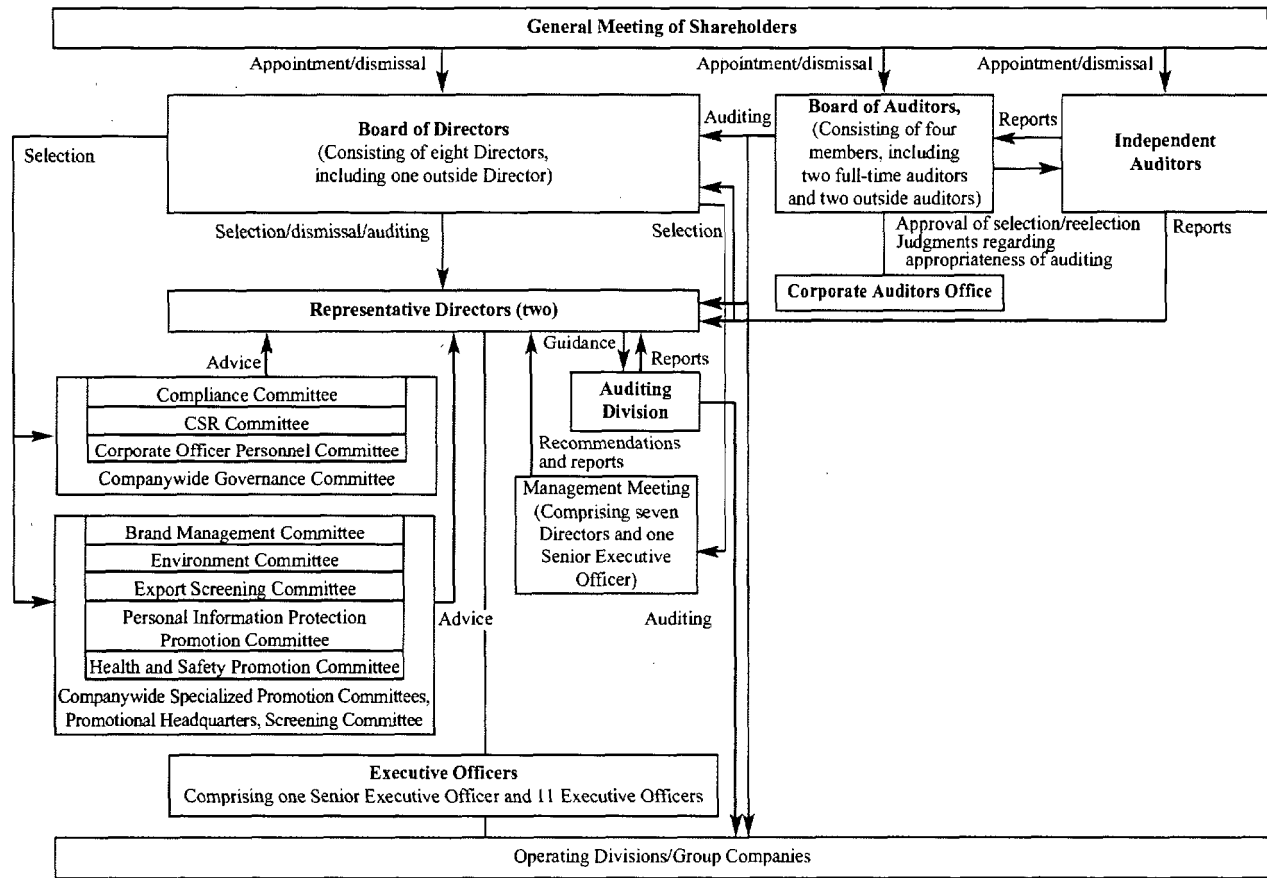 General Meeting of Shareholders
Appointment/dismissal
Appointment/dismissal
Appointment/dismissal
Board of Directors
(Consisting of eight Directors,
including one outside Director)
Auditing
Board of Auditors,
(Consisting of four
members, including
two full-time auditors
and two outside auditors)
Reports
Independent
Auditors
Selection
Selection/dismissal/auditing
Selection
Approval of selection/reelection
Judgments regarding
appropriateness of auditing
Reports
Corporate Auditors Office
Representative Directors (two)
Advice
Guidance
Reports
Auditing
Division
Compliance Committee
CSR Committee
Corporate Officer Personnel Committee
Companywide Governance Committee
Recommendations
and reports
Management Meeting
(Comprising seven
Directors and one
Senior Executive
Officer)
Brand Management Committee
Environment Committee
Export Screening Committee
Personal Information Protection
Promotion Committee
Health and Safety Promotion Committee
Companywide Specialized Promotion Committees,
Promotional Headquarters, Screening Committee
Advice
Auditing
Executive Officers
Comprising one Senior Executive Officer and 11 Executive Officers
Operating Divisions/Group Companies